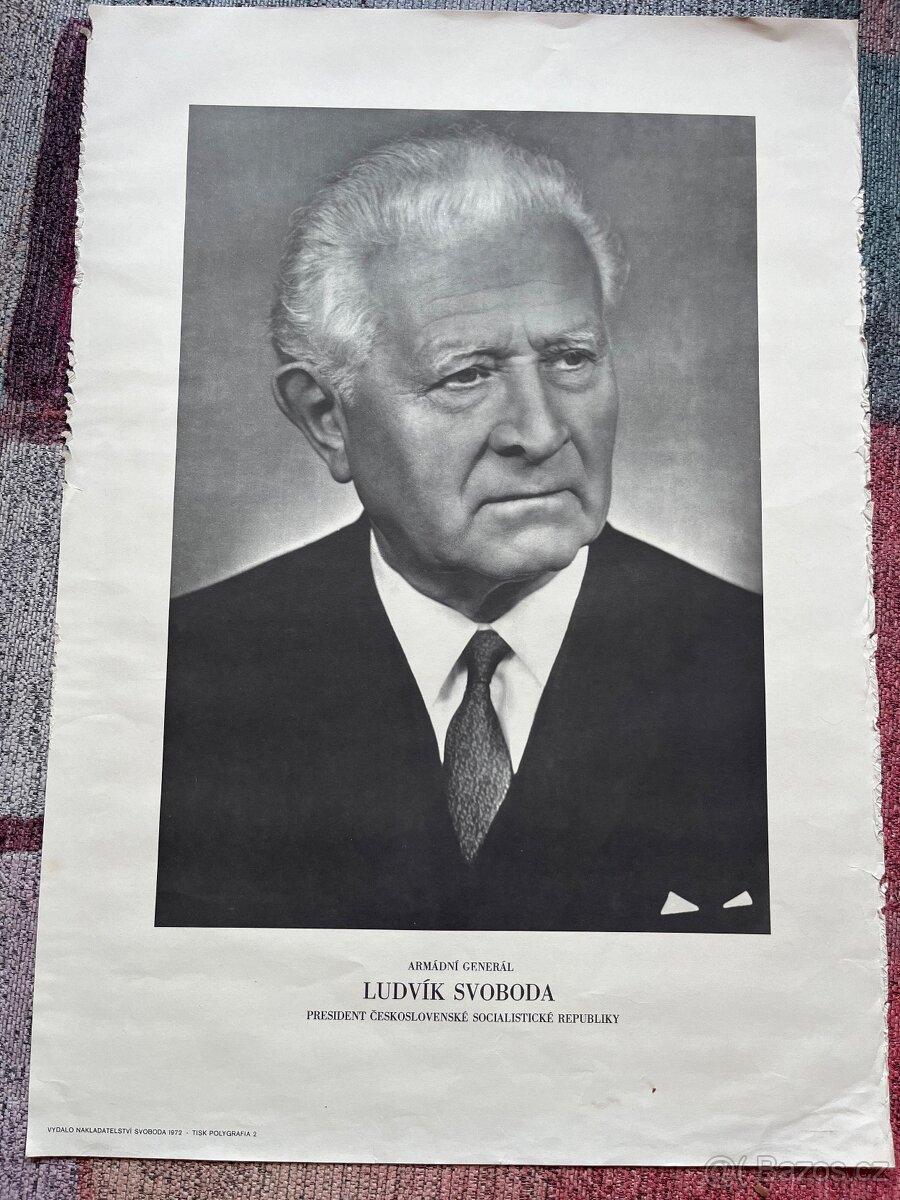 ARMÁDNÍ GENERÁL
LUDVÍK SVOBODA
PRESIDENT ČESKOSLOVENSKÉ SOCIALISTICKÉ REPUBLIKY
VYDALO NAKLADATELSTVÍ SVOBODA 1972 - TISK POLYGRAFIA 2
Bazos.cz